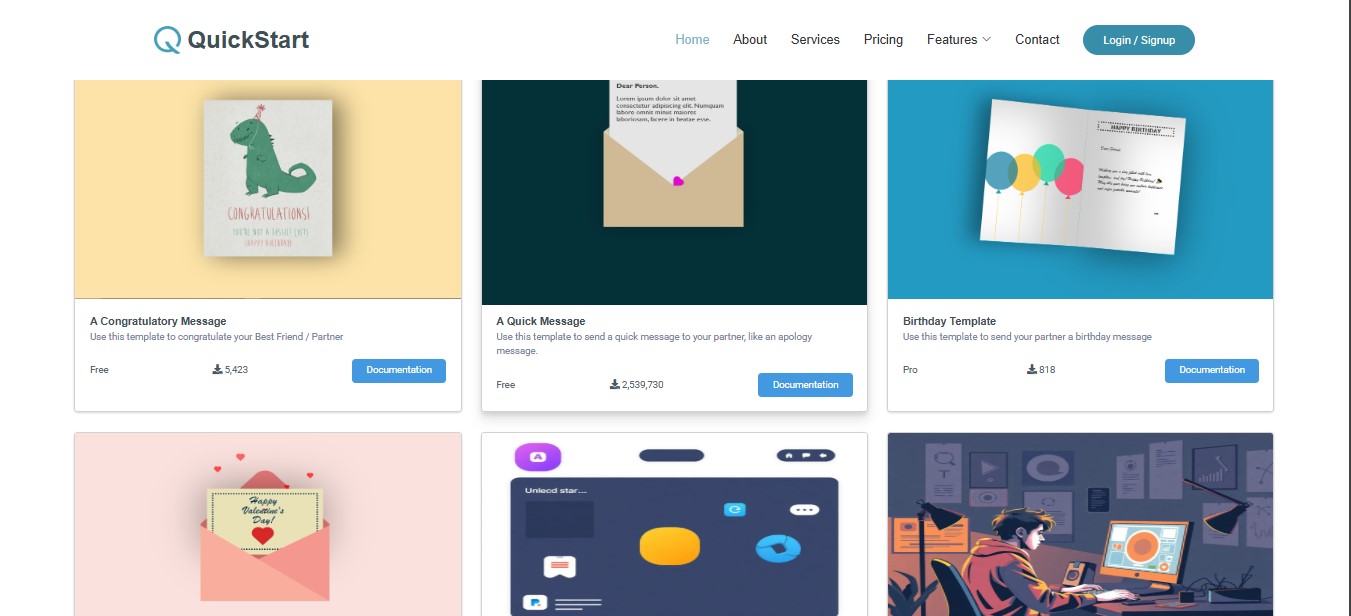 QuickStart
Home
About
Services
Pricing
Features
Contact
Login / Signup
CONGRATULATIONS!
YOU'RE NOT A FOSSIL! (YET)
HAPPY BIRTHDAY
Dear Person.
Lorem ipsum dolor sit amet
consectetur adipisicing elit. Numquam
labore omnis minus maiores
laboriosam, facere in beatae esse.
HAPPY BIRTHDAY
A Congratulatory Message
Use this template to congratulate your Best Friend / Partner
Free
5,423
Documentation
A Quick Message
Use this template to send a quick message to your partner, like an apology
message.
Free
2,539,730
Documentation
Birthday Template
Use this template to send your partner a birthday message
Pro
818
Documentation
Happy
Valentine's
Day!
A
Unlecd star...